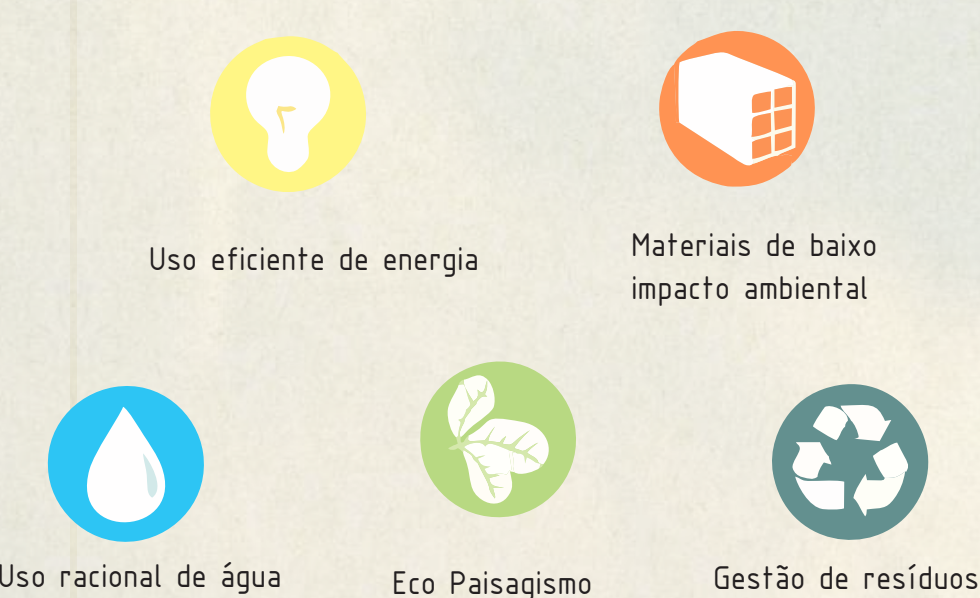 Uso eficiente de energia
Materiais de baixo
impacto ambiental
Uso racional de água
Eco Paisagismo
Gestão de resíduos